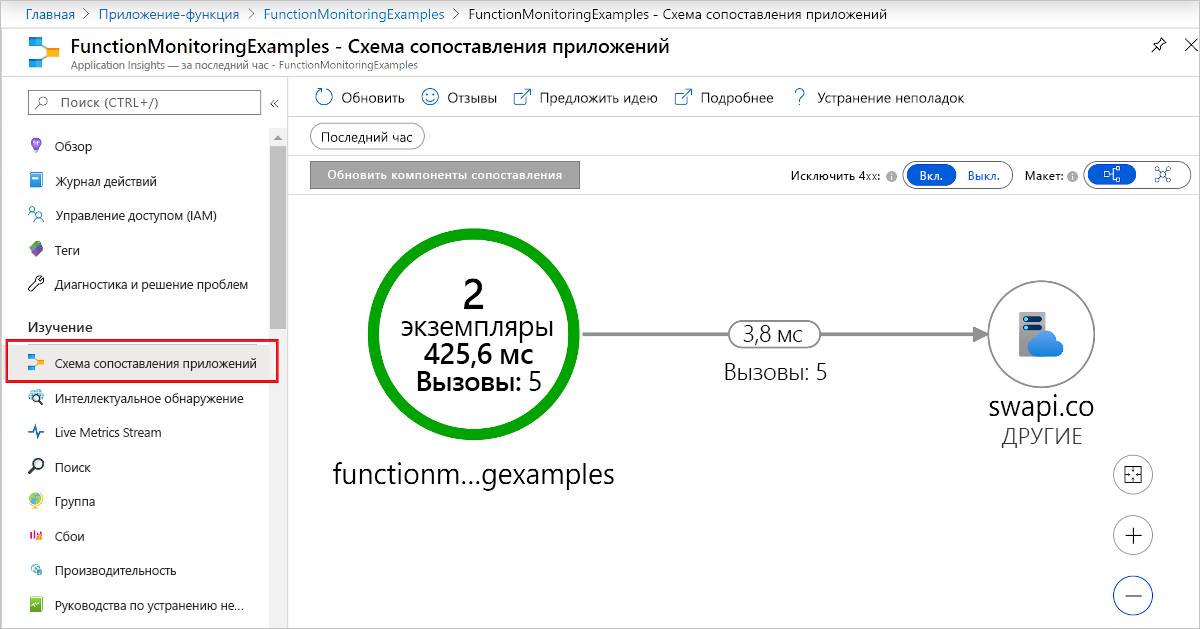 Главная > Приложение-функция > FunctionMonitoringExamples > FunctionMonitoringExamples - Схема сопоставления приложений
FunctionMonitoringExamples - Схема сопоставления приложений
Application Insights — за последний час - FunctionMonitoringExamples
Поиск (CTRL+/)
«
Обзор
Журнал действий
Управление доступом (IAM)
Теги
Диагностика и решение проблем
Изучение
Схема сопоставления приложений
Интеллектуальное обнаружение
Live Metrics Stream
Поиск
Группа
Сбои
Производительность
Руководства по устранению не...
Обновить
Отзывы
Предложить идею
Подробнее
? Устранение неполадок
Последний час
Обновить компоненты сопоставления
Исключить 4xx:
Вкл.
Выкл.
Макет:
2
экземпляры
425,6 мс
Вызовы: 5
functionm...gexamples
3,8 мс
Вызовы: 5
swapi.co
ДРУГИЕ